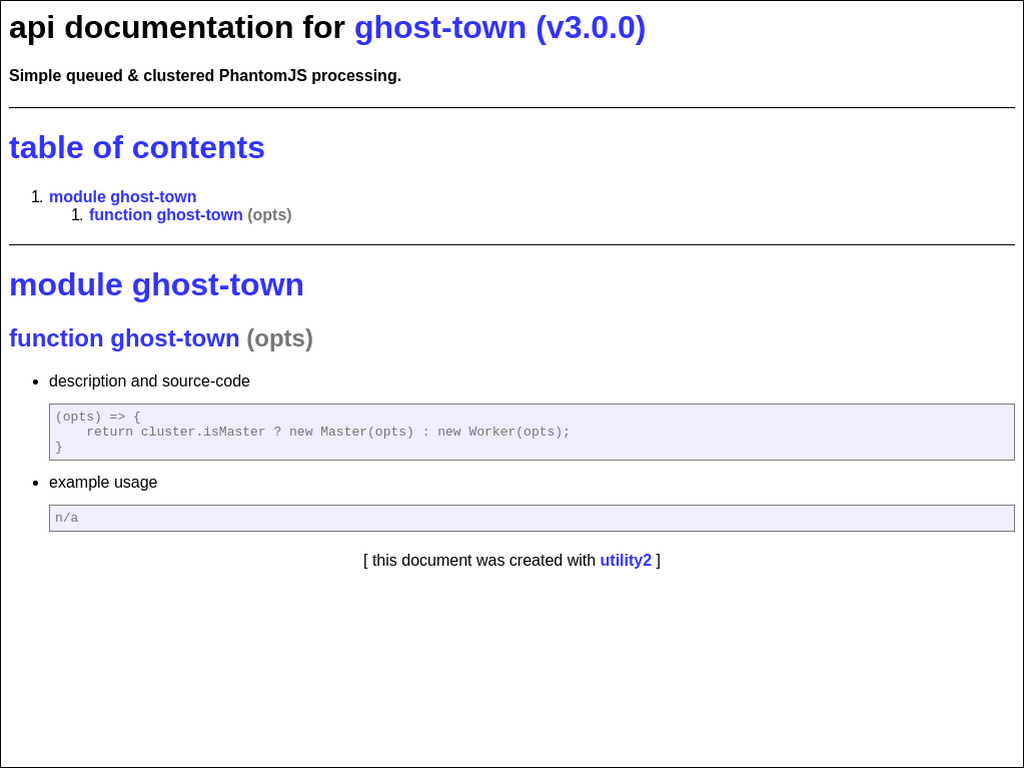 api documentation for ghost-town (v3.0.0)
Simple queued & clustered PhantomJS processing.
table of contents
1. module ghost-town
1. function ghost-town (opts)
module ghost-town
function ghost-town (opts)
• description and source-code
(opts) => {
    return cluster.isMaster ? new Master(opts) : new Worker(opts);
}
• example usage
n/a
[ this document was created with utility2 ]